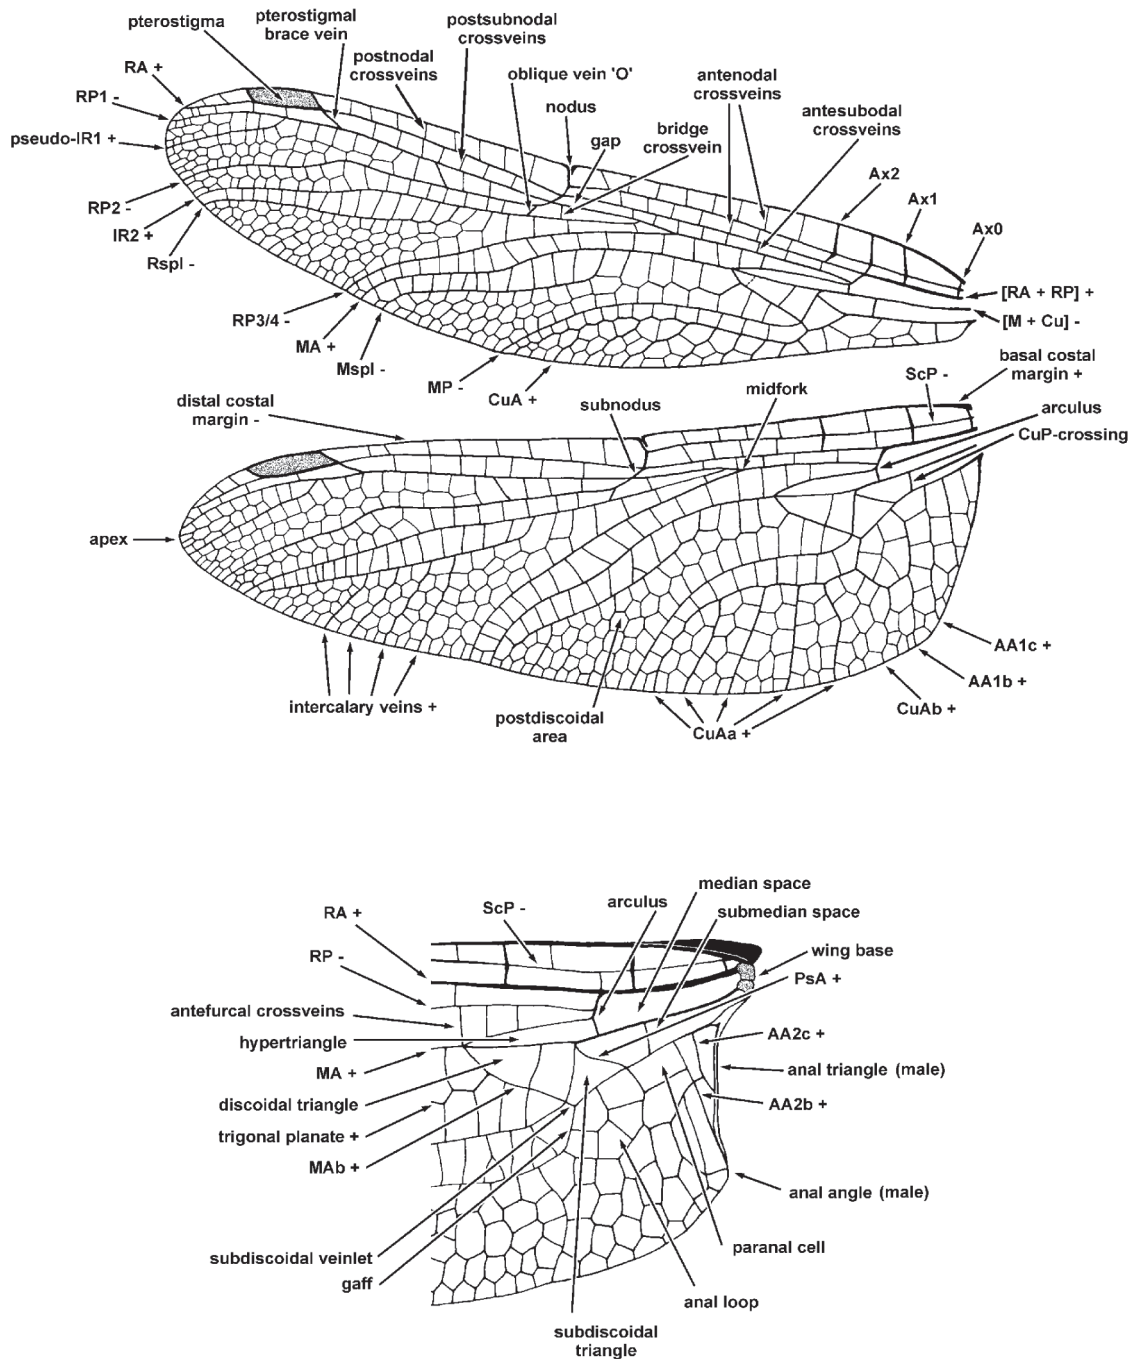 pterostigma
pterostigmal
brace vein
postsubnodal
crossveins
postnodal
crossveins
oblique vein 'O'
antenodal
crossveins
RA +
RP1 -
nodus
bridge
crossvein
antesubodal
crossveins
pseudo-IR1 +
gap
Ax2
Ax1
Ax0
RP2 -
IR2 +
Rspl -
[RA + RP] +
[M + Cu] -
RP3/4 -
MA +
Mspl -
MP -
CuA +
basal costal
margin +
ScP -
midfork
distal costal
margin -
subnodus
arculus
CuP-crossing
apex
AA1c +
AA1b +
CuAb +
intercalary veins +
postdiscoidal
area
CuAa +
median space
arculus
submedian space
RA +
ScP -
wing base
RP -
PsA +
antefurcal crossveins
AA2c +
hypertriangle
MA +
anal triangle (male)
discoidal triangle
AA2b +
trigonal planate +
MAb +
anal angle (male)
subdiscoidal veinlet
paranal cell
gaff
anal loop
subdiscoidal
triangle